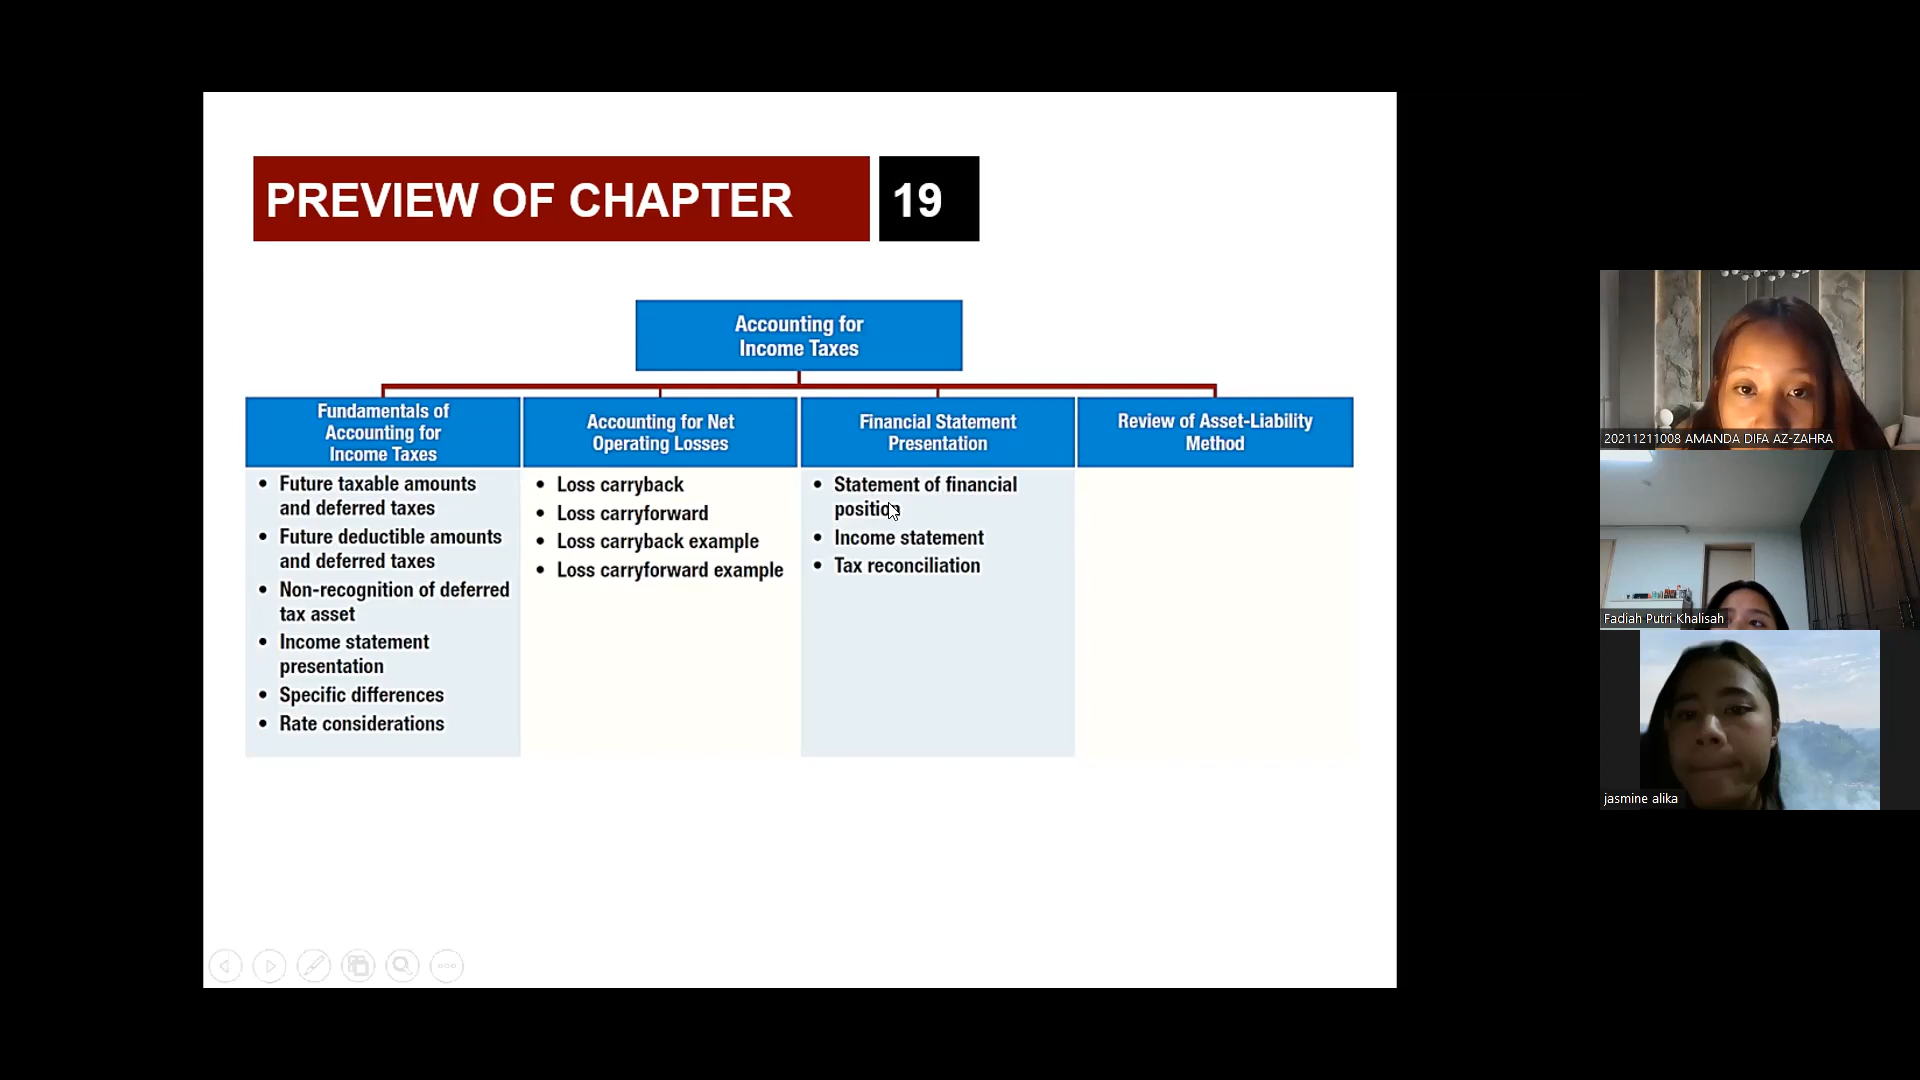 PREVIEW OF CHAPTER 19
Accounting for
Income Taxes
Fundamentals of
Accounting for
Income Taxes
• Future taxable amounts
and deferred taxes
• Future deductible amounts
and deferred taxes
• Non-recognition of deferred
tax asset
• Income statement
presentation
• Specific differences
• Rate considerations
Accounting for Net
Operating Losses
• Loss carryback
• Loss carryforward
• Loss carryback example
• Loss carryforward example
Financial Statement
Presentation
• Statement of financial
position
• Income statement
• Tax reconciliation
Review of Asset-Liability
Method
20211211008 AMANDA DIFA AZ-ZAHRA
Fadiah Putri Khalisah
jasmine alika